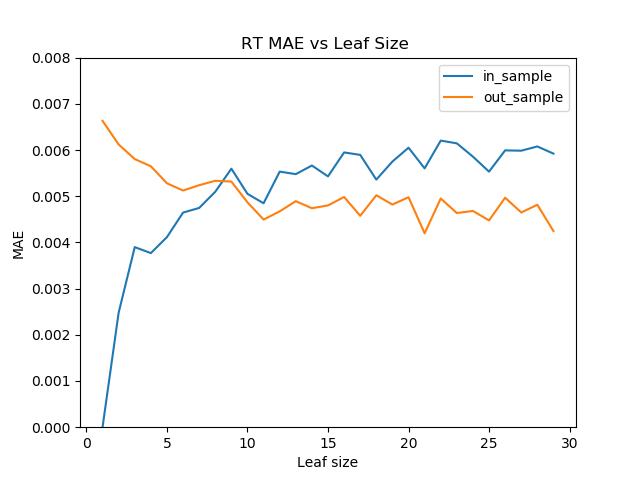 RT MAE vs Leaf Size
in_sample
out_sample
0.008
0.007
0.006
0.005
0.004
0.003
0.002
0.001
0.000
MAE
0 5 10 15 20 25 30
Leaf size